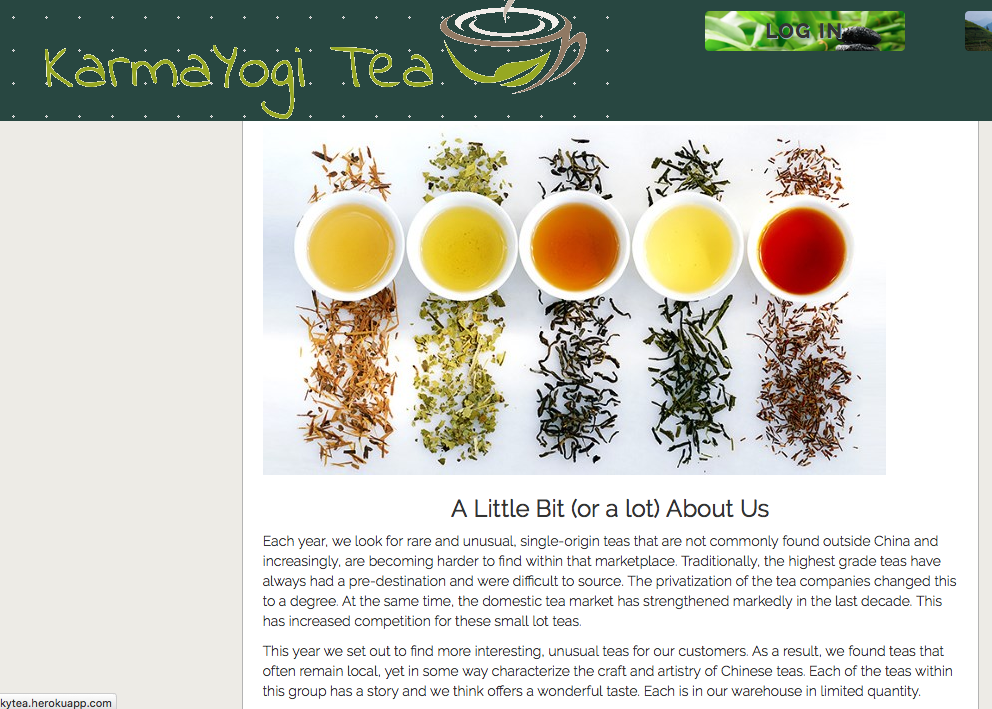 KarmaYogi Tea
LOG IN
A Little Bit (or a lot) About Us
Each year, we look for rare and unusual, single-origin teas that are not commonly found outside China and
increasingly, are becoming harder to find within that marketplace. Traditionally, the highest grade teas have
always had a pre-destination and were difficult to source. The privatization of the tea companies changed this
to a degree. At the same time, the domestic tea market has strengthened markedly in the last decade. This
has increased competition for these small lot teas.
This year we set out to find more interesting, unusual teas for our customers. As a result, we found teas that
often remain local, yet in some way characterize the craft and artistry of Chinese teas. Each of the teas within
this group has a story and we think offers a wonderful taste. Each is in our warehouse in limited quantity.
kytea.herokuapp.com